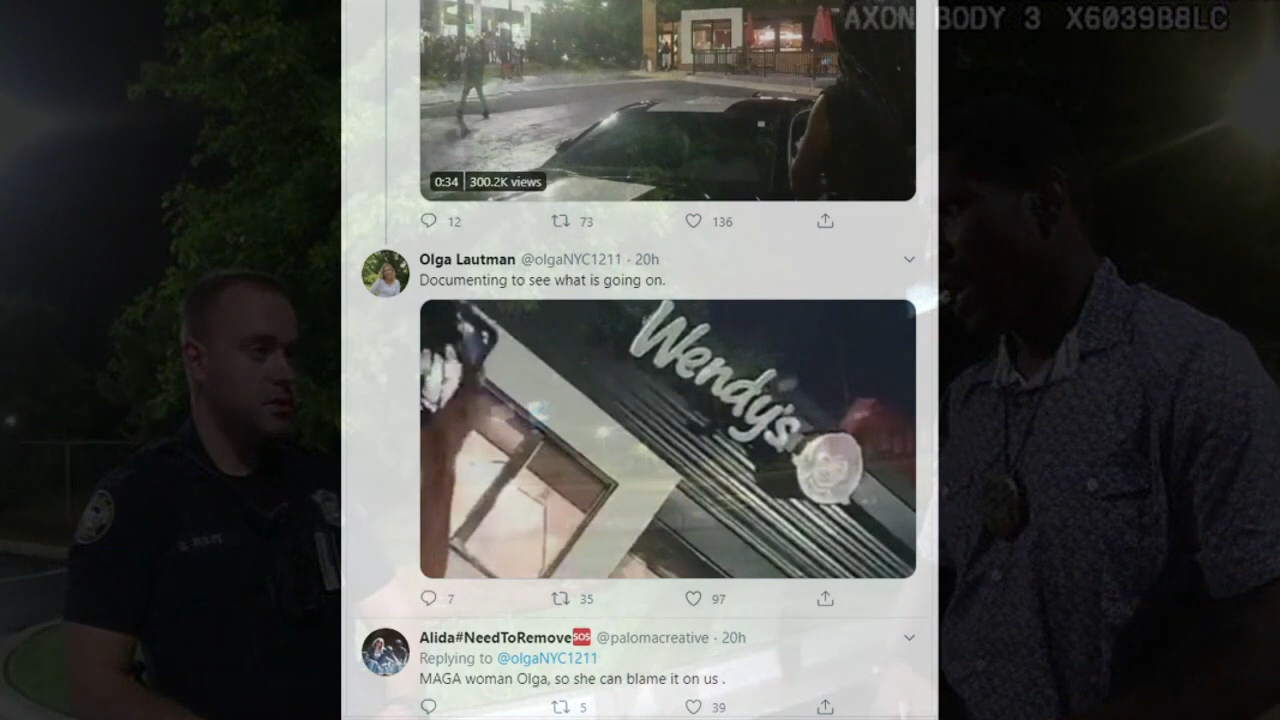 AXON BODY 3 X6039B8LC
0:34 300.2K views
12 73 136
Olga Lautman @olgaNYC1211 · 20h
Documenting to see what is going on.
Wendy's
7 35 97
Alida#NeedToRemove🆘 @palomacreative · 20h
Replying to @olgaNYC1211
MAGA woman Olga, so she can blame it on us .
5 39